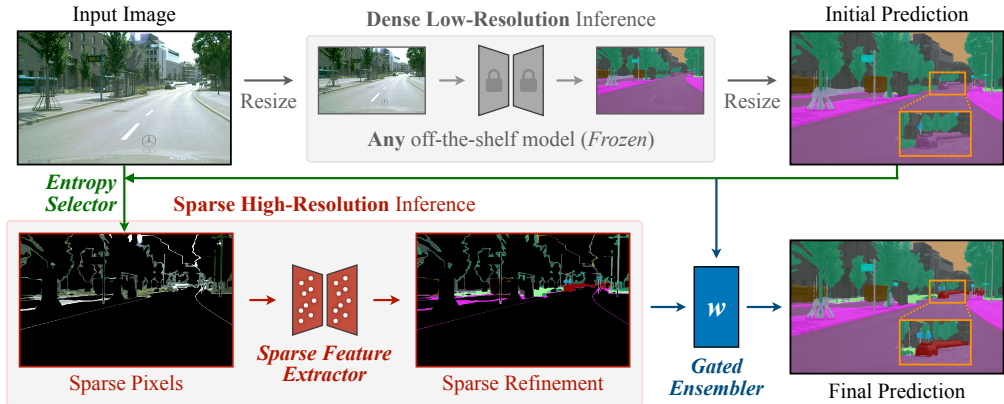 Input Image
Dense Low-Resolution Inference
Initial Prediction
Resize
Resize
Any off-the-shelf model (Frozen)
Entropy
Selector
Sparse High-Resolution Inference
w
Sparse Feature
Extractor
Sparse Pixels
Sparse Refinement
Gated
Ensembler
Final Prediction